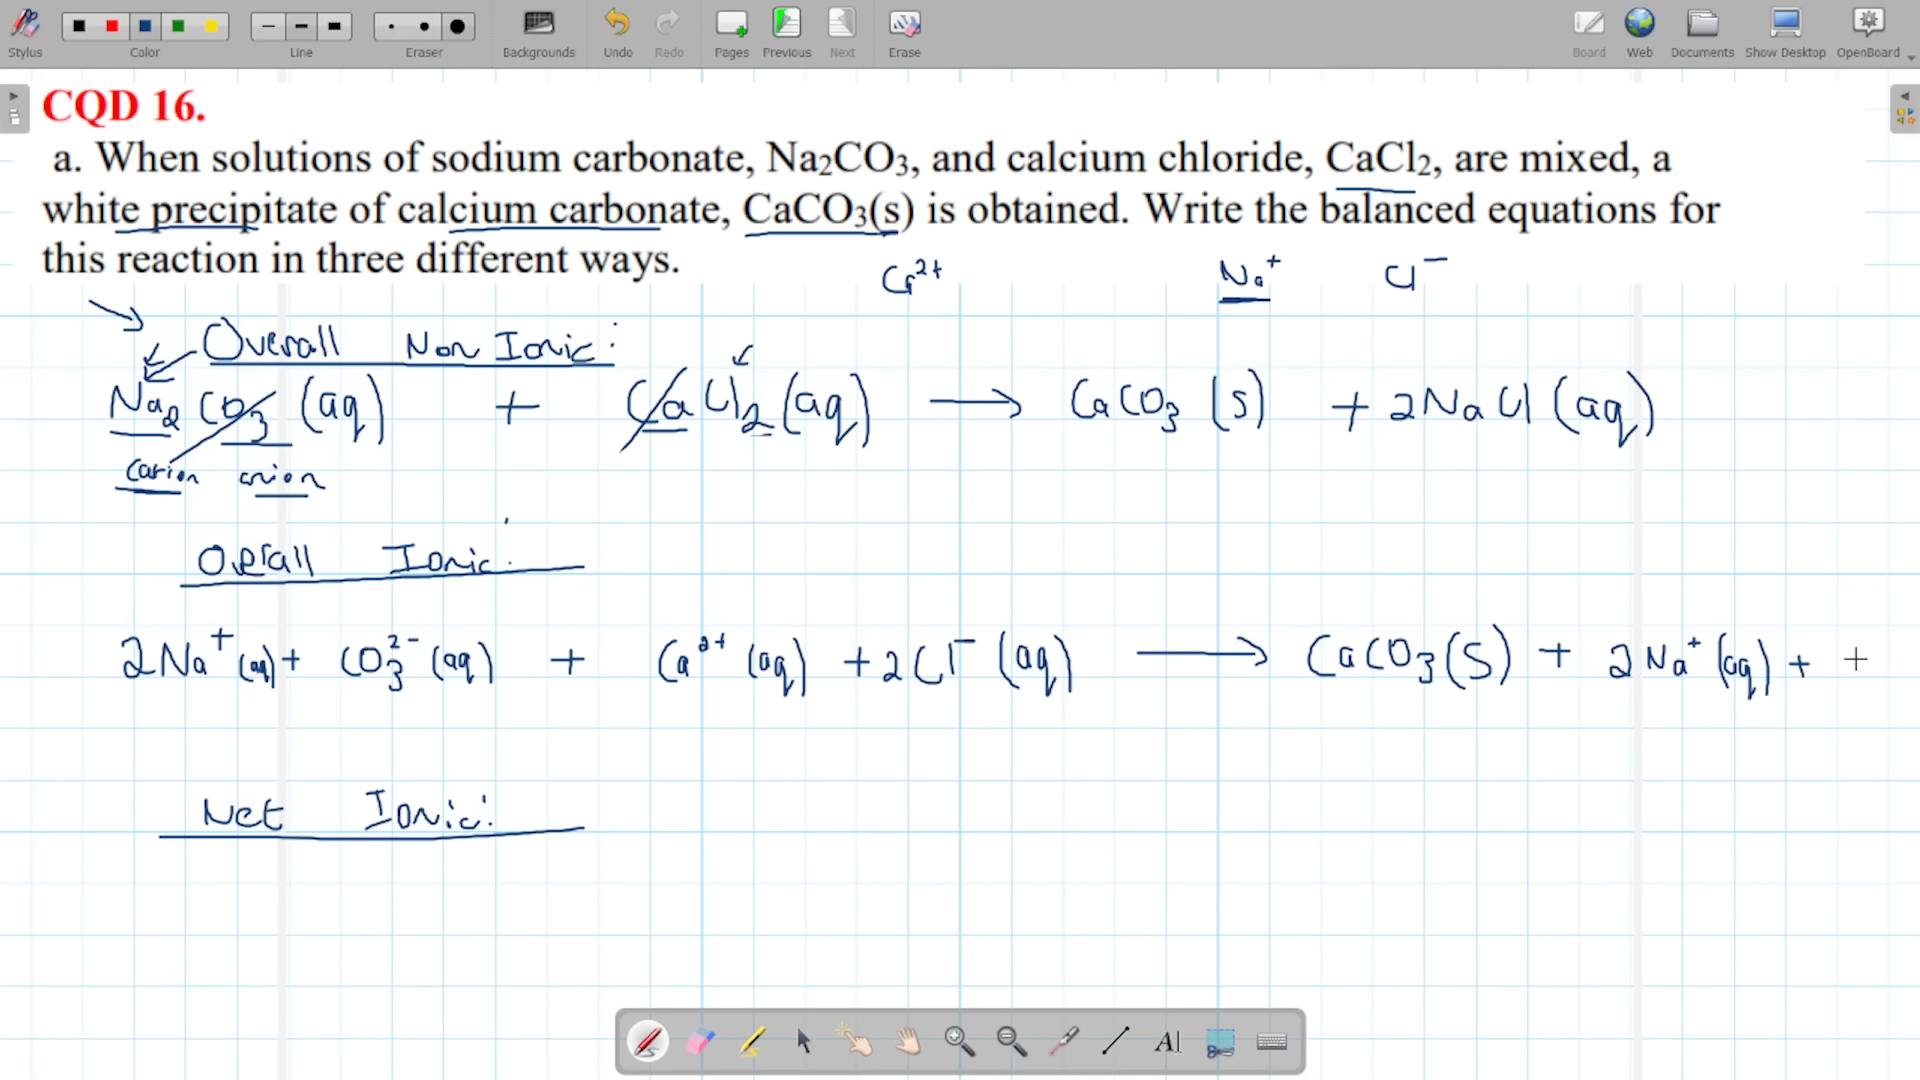 Stylus Color Line Eraser Backgrounds Undo Redo Pages Previous Next Erase Board Web Documents Show Desktop OpenBoard
CQD 16.
a. When solutions of sodium carbonate, Na2CO3, and calcium chloride, CaCl2, are mixed, a
white precipitate of calcium carbonate, CaCO3(s) is obtained. Write the balanced equations for
this reaction in three different ways.
Ca²⁺ Na⁺ Cl⁻
Overall Non Ionic:
Na₂CO₃ (aq) + CaCl₂ (aq) → CaCO₃ (s) + 2NaCl (aq)
Cation anion
Overall Ionic:
2Na⁺ (aq) + CO₃²⁻ (aq) + Ca²⁺ (aq) + 2Cl⁻ (aq) → CaCO₃ (s) + 2Na⁺ (aq) +
Net Ionic: